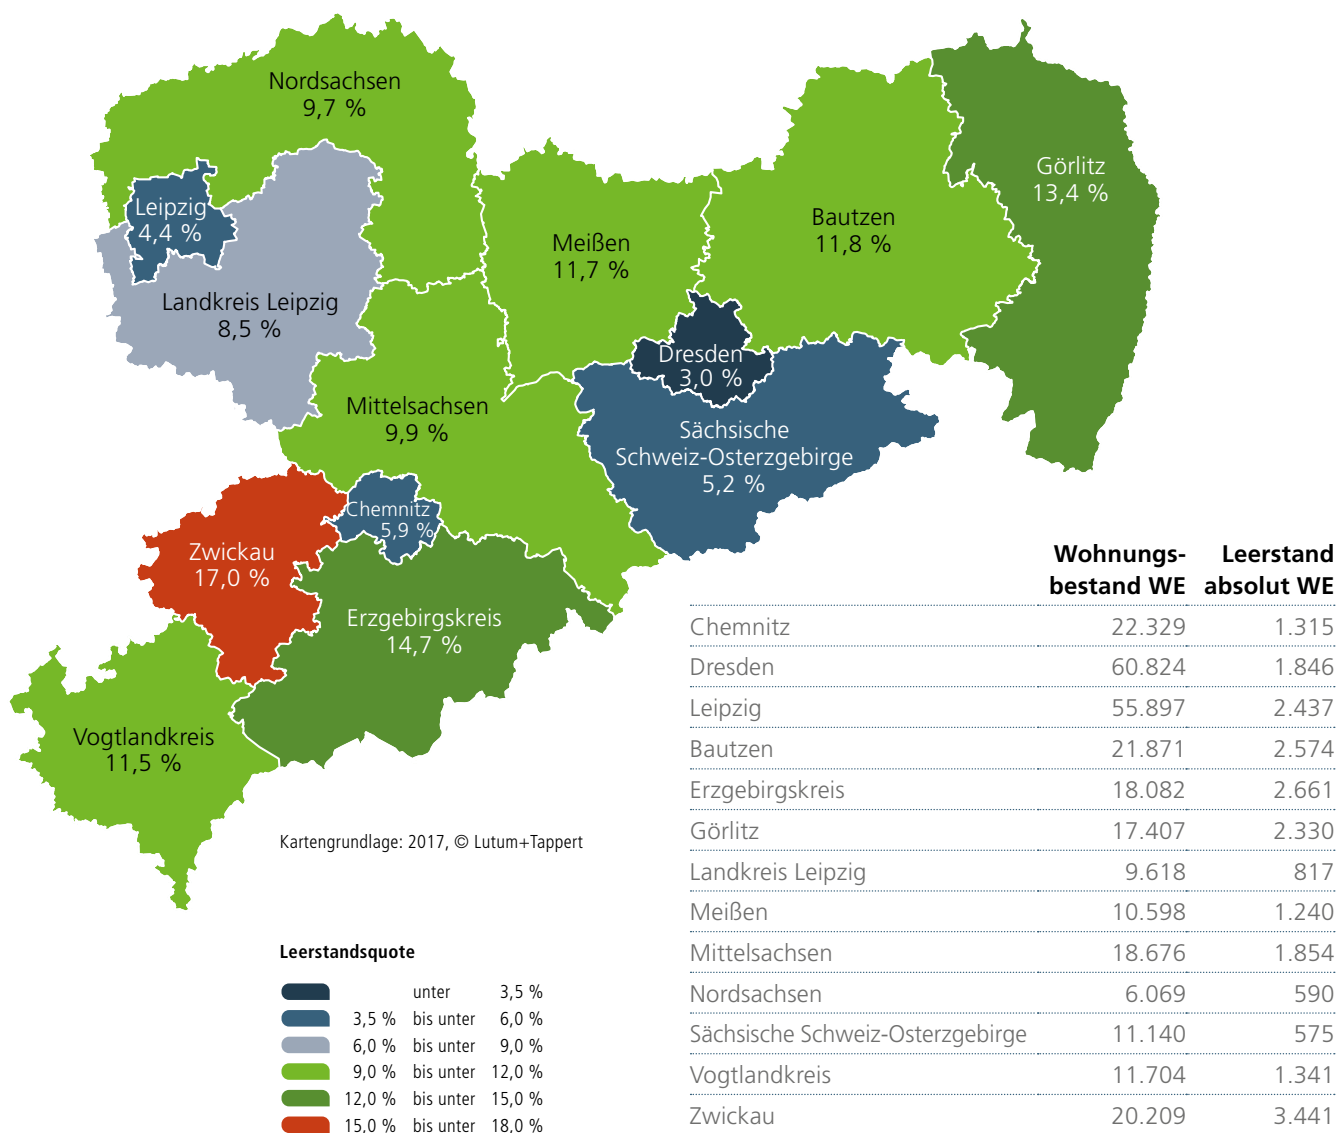 Nordsachsen
9,7 %
Görlitz
13,4 %
Leipzig
4,4 %
Bautzen
11,8 %
Meißen
11,7 %
Landkreis Leipzig
8,5 %
Dresden
3,0 %
Mittelsachsen
9,9 %
Sächsische
Schweiz-Osterzgebirge
5,2 %
Chemnitz
5,9 %
Zwickau
17,0 %
Erzgebirgskreis
14,7 %
Vogtlandkreis
11,5 %
Kartengrundlage: 2017, © Lutum+Tappert
Leerstandsquote
unter 3,5 %
3,5 % bis unter 6,0 %
6,0 % bis unter 9,0 %
9,0 % bis unter 12,0 %
12,0 % bis unter 15,0 %
15,0 % bis unter 18,0 %
Wohnungs- Leerstand
bestand WE absolut WE
Chemnitz 22.329 1.315
Dresden 60.824 1.846
Leipzig 55.897 2.437
Bautzen 21.871 2.574
Erzgebirgskreis 18.082 2.661
Görlitz 17.407 2.330
Landkreis Leipzig 9.618 817
Meißen 10.598 1.240
Mittelsachsen 18.676 1.854
Nordsachsen 6.069 590
Sächsische Schweiz-Osterzgebirge 11.140 575
Vogtlandkreis 11.704 1.341
Zwickau 20.209 3.441